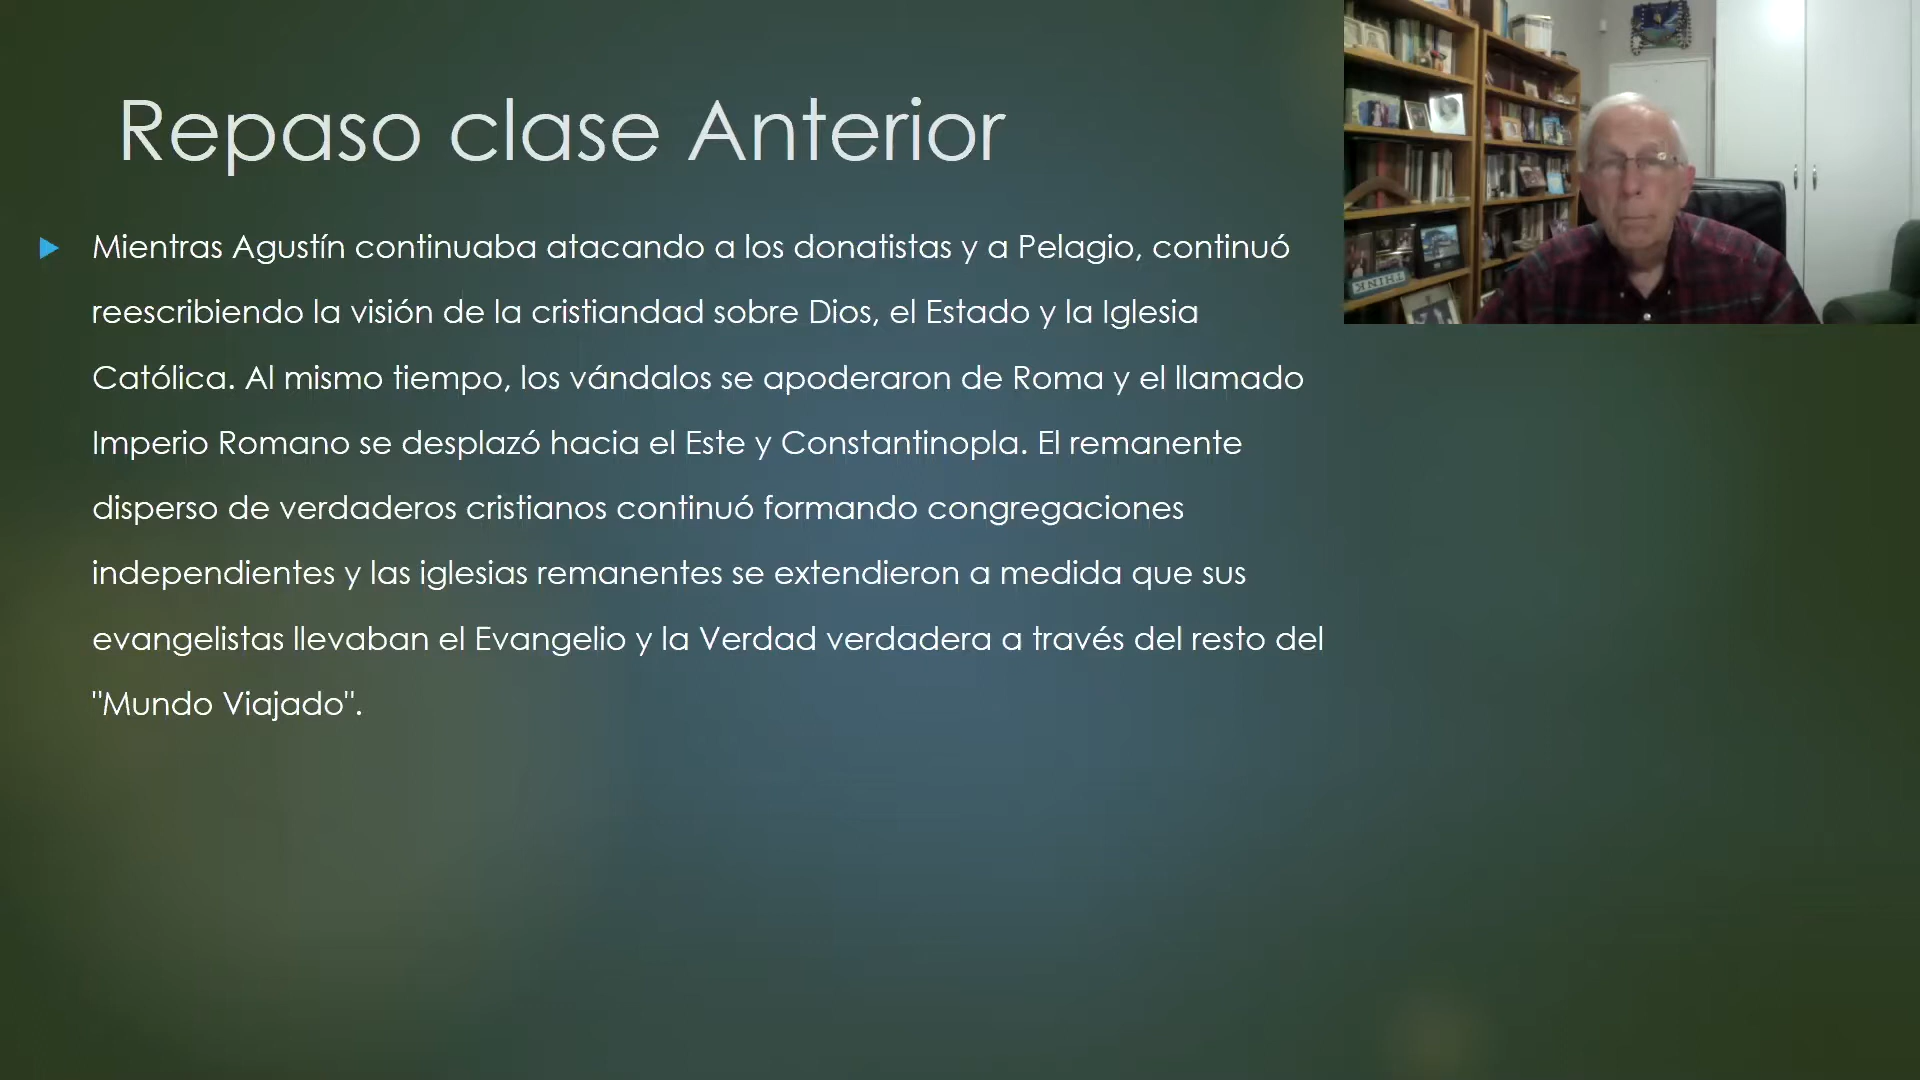 Repaso clase Anterior
Mientras Agustín continuaba atacando a los donatistas y a Pelagio, continuó
reescribiendo la visión de la cristiandad sobre Dios, el Estado y la Iglesia
Católica. Al mismo tiempo, los vándalos se apoderaron de Roma y el llamado
Imperio Romano se desplazó hacia el Este y Constantinopla. El remanente
disperso de verdaderos cristianos continuó formando congregaciones
independientes y las iglesias remanentes se extendieron a medida que sus
evangelistas llevaban el Evangelio y la Verdad verdadera a través del resto del
"Mundo Viajado".
THINK